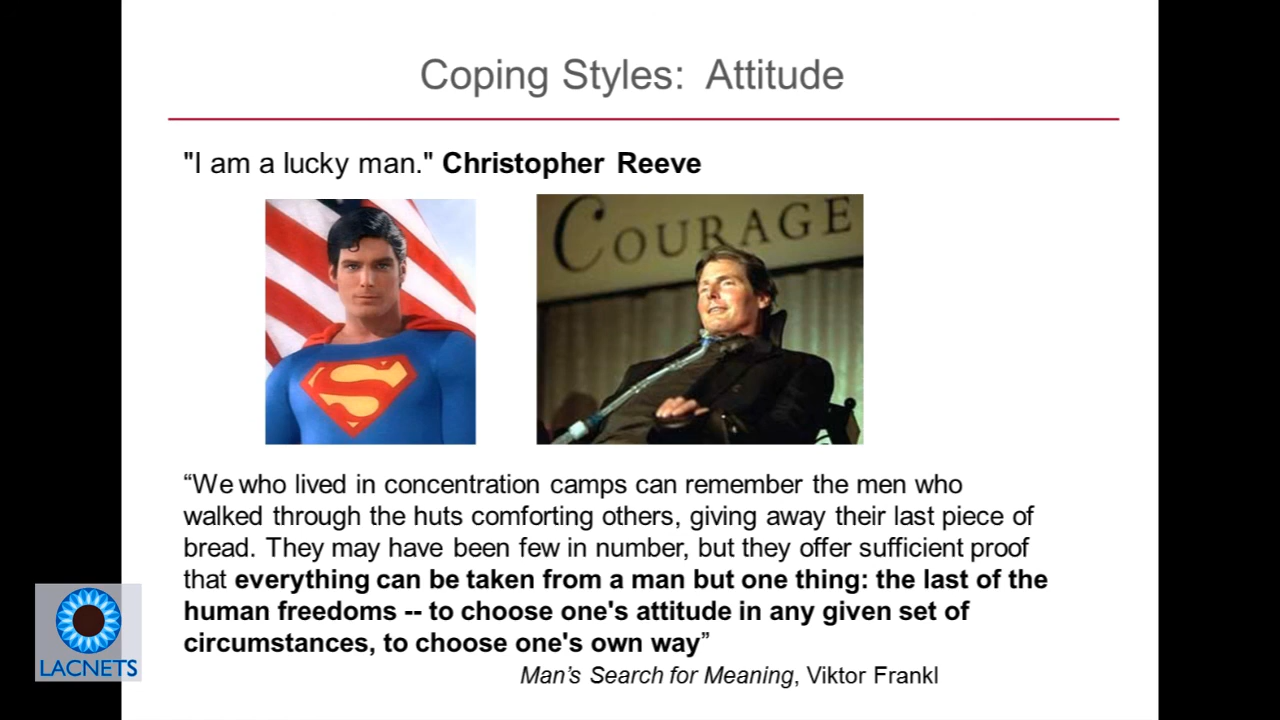 Coping Styles:  Attitude
"I am a lucky man." Christopher Reeve
COURAGE
“We who lived in concentration camps can remember the men who
walked through the huts comforting others, giving away their last piece of
bread. They may have been few in number, but they offer sufficient proof
that everything can be taken from a man but one thing: the last of the
human freedoms -- to choose one's attitude in any given set of
circumstances, to choose one's own way”
Man’s Search for Meaning, Viktor Frankl
LACNETS